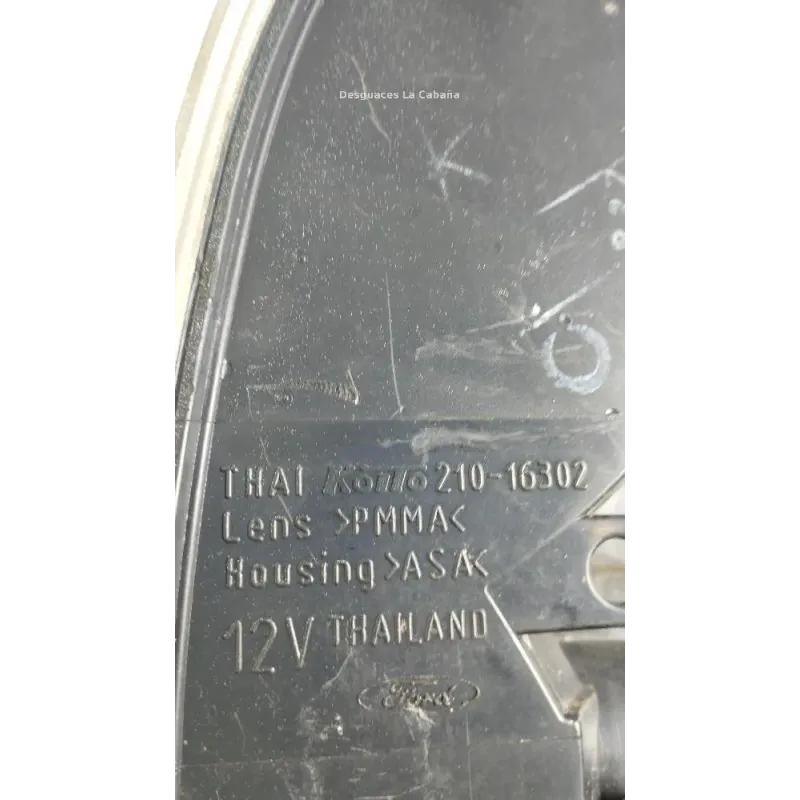 Desguaces La Cabaña
K
THAI Koito 210-16302
Lens >PMMA<
Housing >ASA<
12V THAILAND
Ford